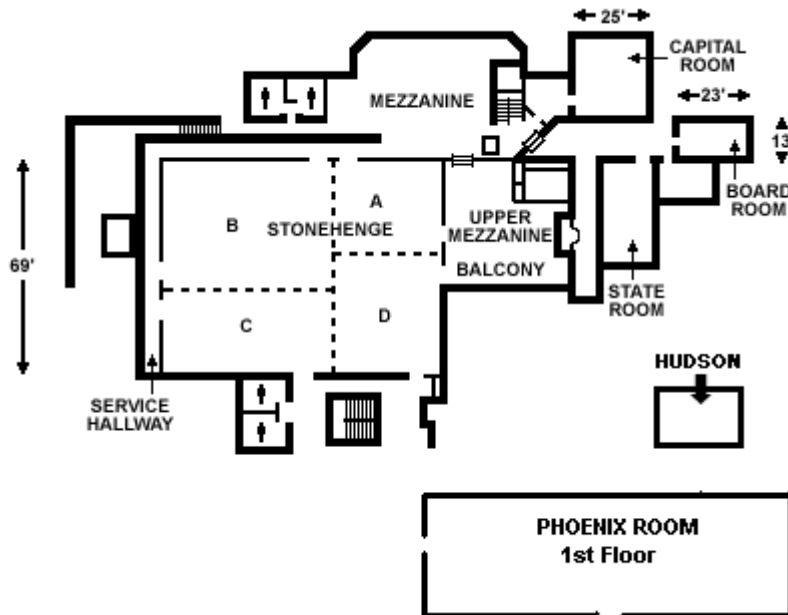 25'
CAPITAL
ROOM
MEZZANINE
23'
13'
BOARD
ROOM
A
B
STONEHENGE
UPPER
MEZZANINE
69'
BALCONY
STATE
ROOM
C
D
HUDSON
SERVICE
HALLWAY
PHOENIX ROOM
1st Floor